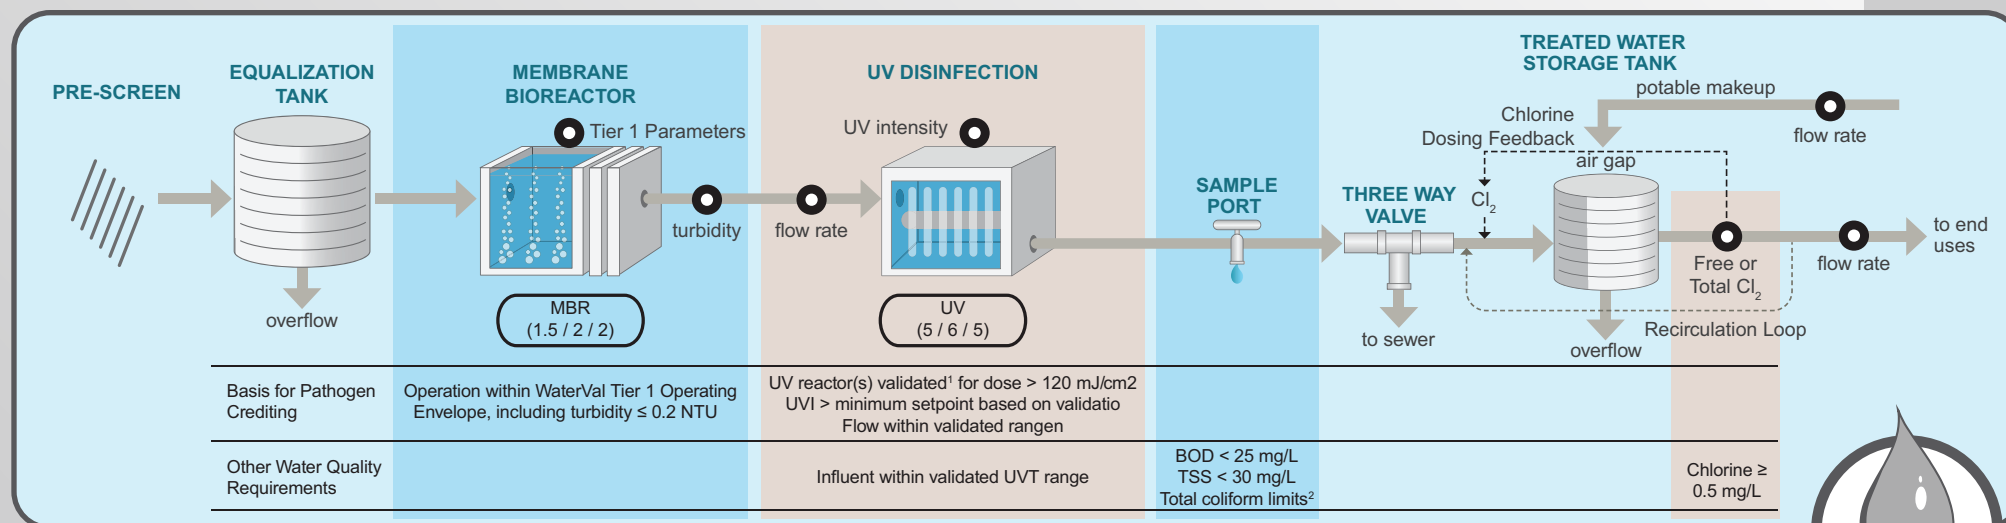 PRE-SCREEN
EQUALIZATION
TANK
overflow
MEMBRANE
BIOREACTOR
Tier 1 Parameters
MBR
(1.5 / 2 / 2)
turbidity
flow rate
UV DISINFECTION
UV intensity
UV
(5 / 6 / 5)
SAMPLE
PORT
THREE WAY
VALVE
to sewer
TREATED WATER
STORAGE TANK
potable makeup
flow rate
Chlorine
Dosing Feedback
air gap
Cl2
overflow
Free or
Total Cl2
Recirculation Loop
flow rate
to end
uses
Basis for Pathogen
Crediting
Operation within WaterVal Tier 1 Operating
Envelope, including turbidity ≤ 0.2 NTU
UV reactor(s) validated¹ for dose > 120 mJ/cm2
UVI > minimum setpoint based on validatio
Flow within validated rangen
Other Water Quality
Requirements
Influent within validated UVT range
BOD < 25 mg/L
TSS < 30 mg/L
Total coliform limits²
Chlorine ≥
0.5 mg/L